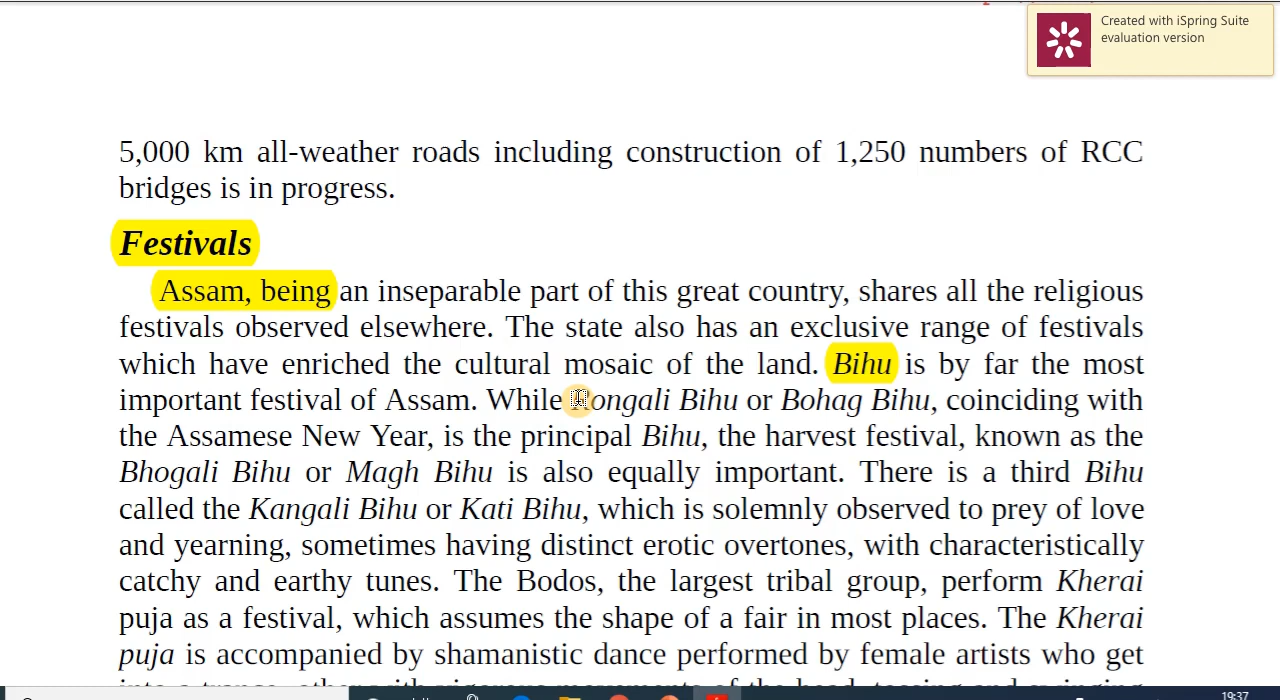 Created with iSpring Suite
evaluation version
5,000 km all-weather roads including construction of 1,250 numbers of RCC
bridges is in progress.
Festivals
Assam, being an inseparable part of this great country, shares all the religious
festivals observed elsewhere. The state also has an exclusive range of festivals
which have enriched the cultural mosaic of the land. Bihu is by far the most
important festival of Assam. While Rongali Bihu or Bohag Bihu, coinciding with
the Assamese New Year, is the principal Bihu, the harvest festival, known as the
Bhogali Bihu or Magh Bihu is also equally important. There is a third Bihu
called the Kangali Bihu or Kati Bihu, which is solemnly observed to prey of love
and yearning, sometimes having distinct erotic overtones, with characteristically
catchy and earthy tunes. The Bodos, the largest tribal group, perform Kherai
puja as a festival, which assumes the shape of a fair in most places. The Kherai
puja is accompanied by shamanistic dance performed by female artists who get
19:37